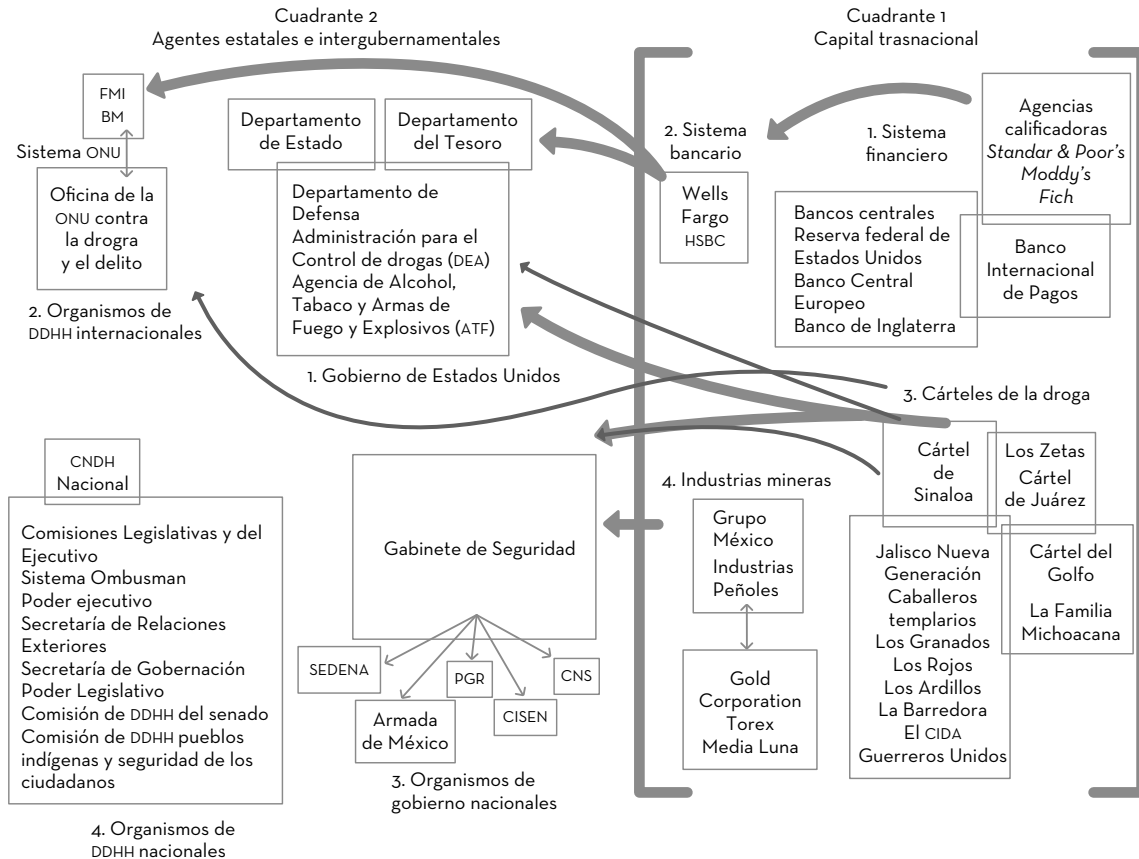 Cuadrante 2
Agentes estatales e intergubernamentales
Cuadrante 1
Capital trasnacional
FMI
BM
Sistema ONU
Oficina de la
ONU contra
la drogra
y el delito
2. Organismos de
DDHH internacionales
Departamento
de Estado
Departamento
del Tesoro
Departamento de
Defensa
Administración para el
Control de drogas (DEA)
Agencia de Alcohol,
Tabaco y Armas de
Fuego y Explosivos (ATF)
1. Gobierno de Estados Unidos
2. Sistema
bancario
Wells
Fargo
HSBC
1. Sistema
financiero
Agencias
calificadoras
Standar & Poor's
Moddy's
Fich
Bancos centrales
Reserva federal de
Estados Unidos
Banco Central
Europeo
Banco de Inglaterra
Banco
Internacional
de Pagos
3. Cárteles de la droga
Cártel
de
Sinaloa
Los Zetas
Cártel
de Juárez
Jalisco Nueva
Generación
Caballeros
templarios
Los Granados
Los Rojos
Los Ardillos
La Barredora
El CIDA
Guerreros Unidos
Cártel del
Golfo
La Familia
Michoacana
4. Industrias mineras
Grupo
México
Industrias
Peñoles
Gold
Corporation
Torex
Media Luna
CNDH
Nacional
Comisiones Legislativas y del
Ejecutivo
Sistema Ombusman
Poder ejecutivo
Secretaría de Relaciones
Exteriores
Secretaría de Gobernación
Poder Legislativo
Comisión de DDHH del senado
Comisión de DDHH pueblos
indígenas y seguridad de los
ciudadanos
4. Organismos de
DDHH nacionales
Gabinete de Seguridad
SEDENA
Armada
de México
PGR
CISEN
CNS
3. Organismos de
gobierno nacionales